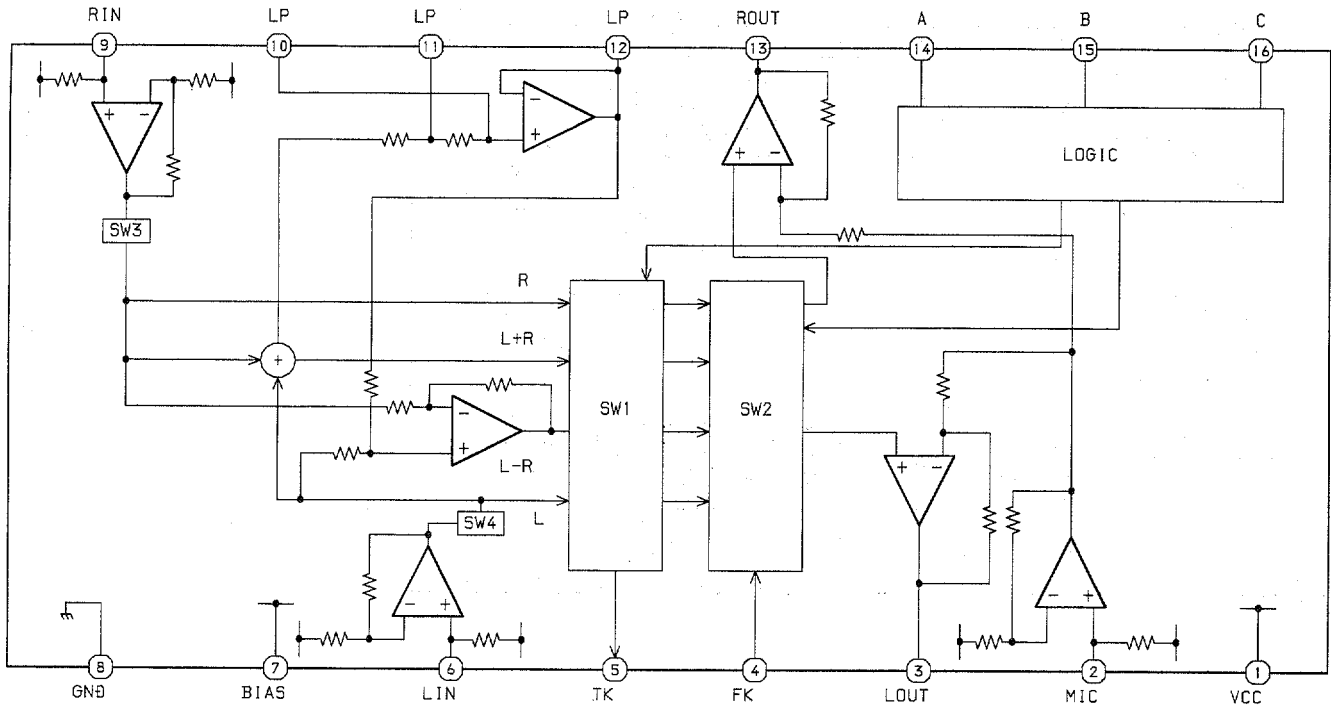 RIN LP LP LP ROUT A B C
9 10 11 12 13 14 15 16
+ − − + + −
LOGIC
SW3
R
L+R
+
SW1 SW2
−
+
L−R
+ −
L
SW4
− + − +
8 7 6 5 4 3 2 1
GND BIAS LIN TK FK LOUT MIC VCC